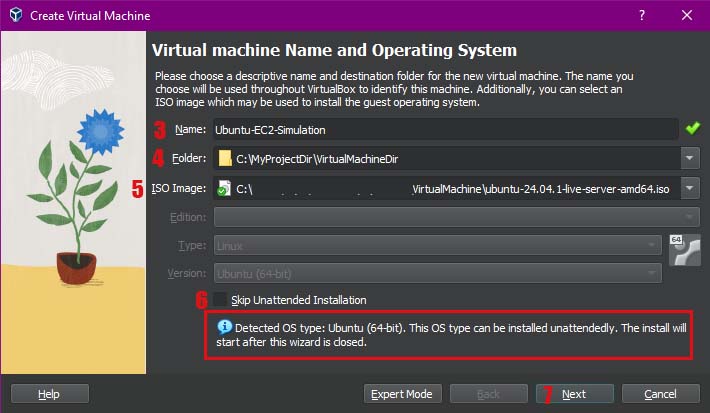 Create Virtual Machine
? ×
Virtual machine Name and Operating System
Please choose a descriptive name and destination folder for the new virtual machine. The name you
choose will be used throughout VirtualBox to identify this machine. Additionally, you can select an
ISO image which may be used to install the guest operating system.
3 Name: Ubuntu-EC2-Simulation
4 Folder: C:\MyProjectDir\VirtualMachineDir
5 ISO Image: C:\ \VirtualMachine\ubuntu-24.04.1-live-server-amd64.iso
Edition:
Type: Linux 64
Version: Ubuntu (64-bit)
6 Skip Unattended Installation
Detected OS type: Ubuntu (64-bit). This OS type can be installed unattendedly. The install will
start after this wizard is closed.
Help Expert Mode Back 7 Next Cancel